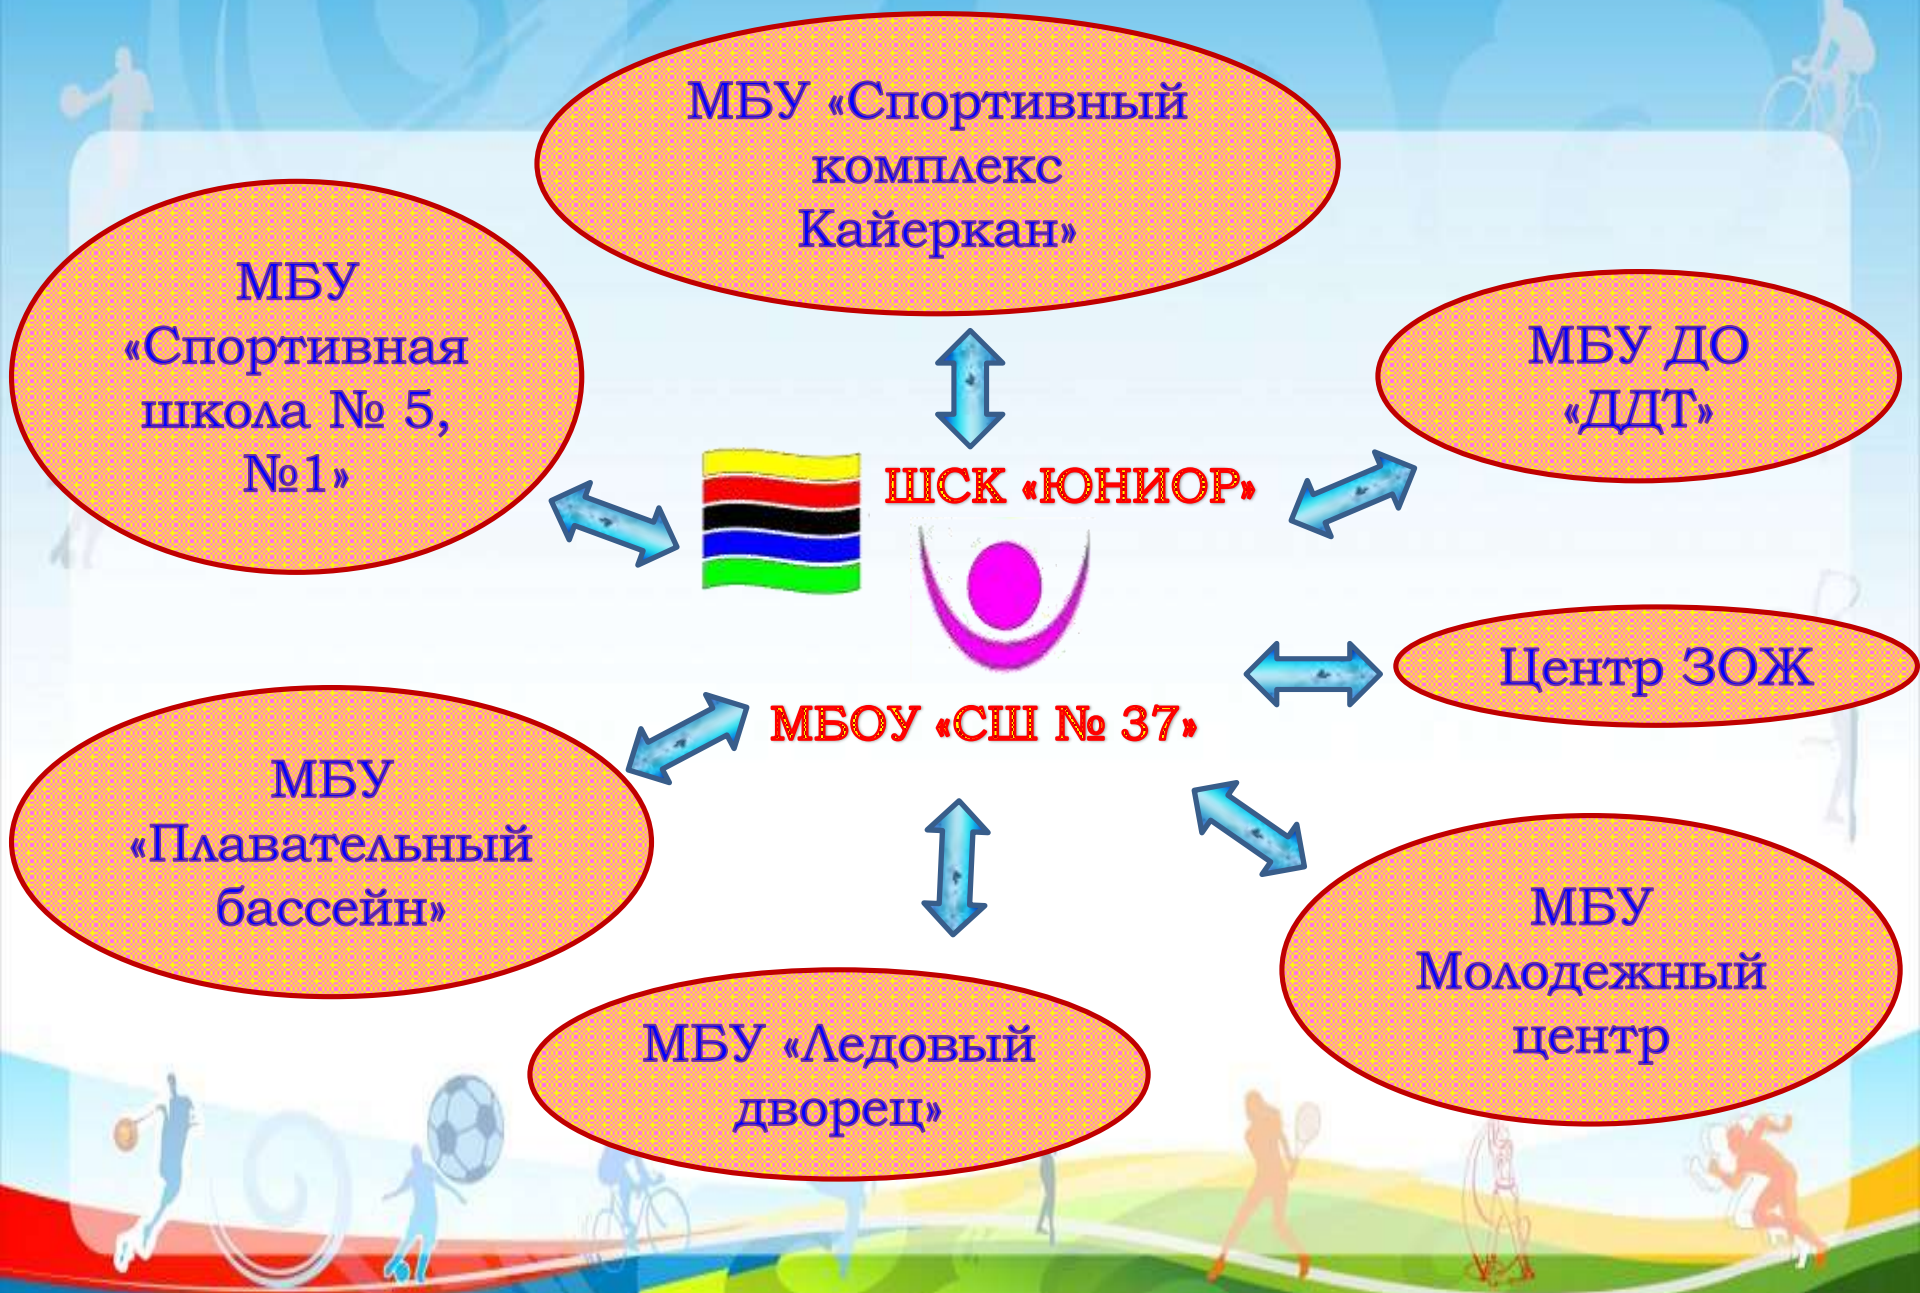 МБУ «Спортивный
комплекс
Кайеркан»
МБУ
«Спортивная
школа № 5,
№1»
МБУ ДО
«ДДТ»
ШСК «ЮНИОР»
Центр ЗОЖ
МБОУ «СШ № 37»
МБУ
«Плавательный
бассейн»
МБУ
Молодежный
центр
МБУ «Ледовый
дворец»